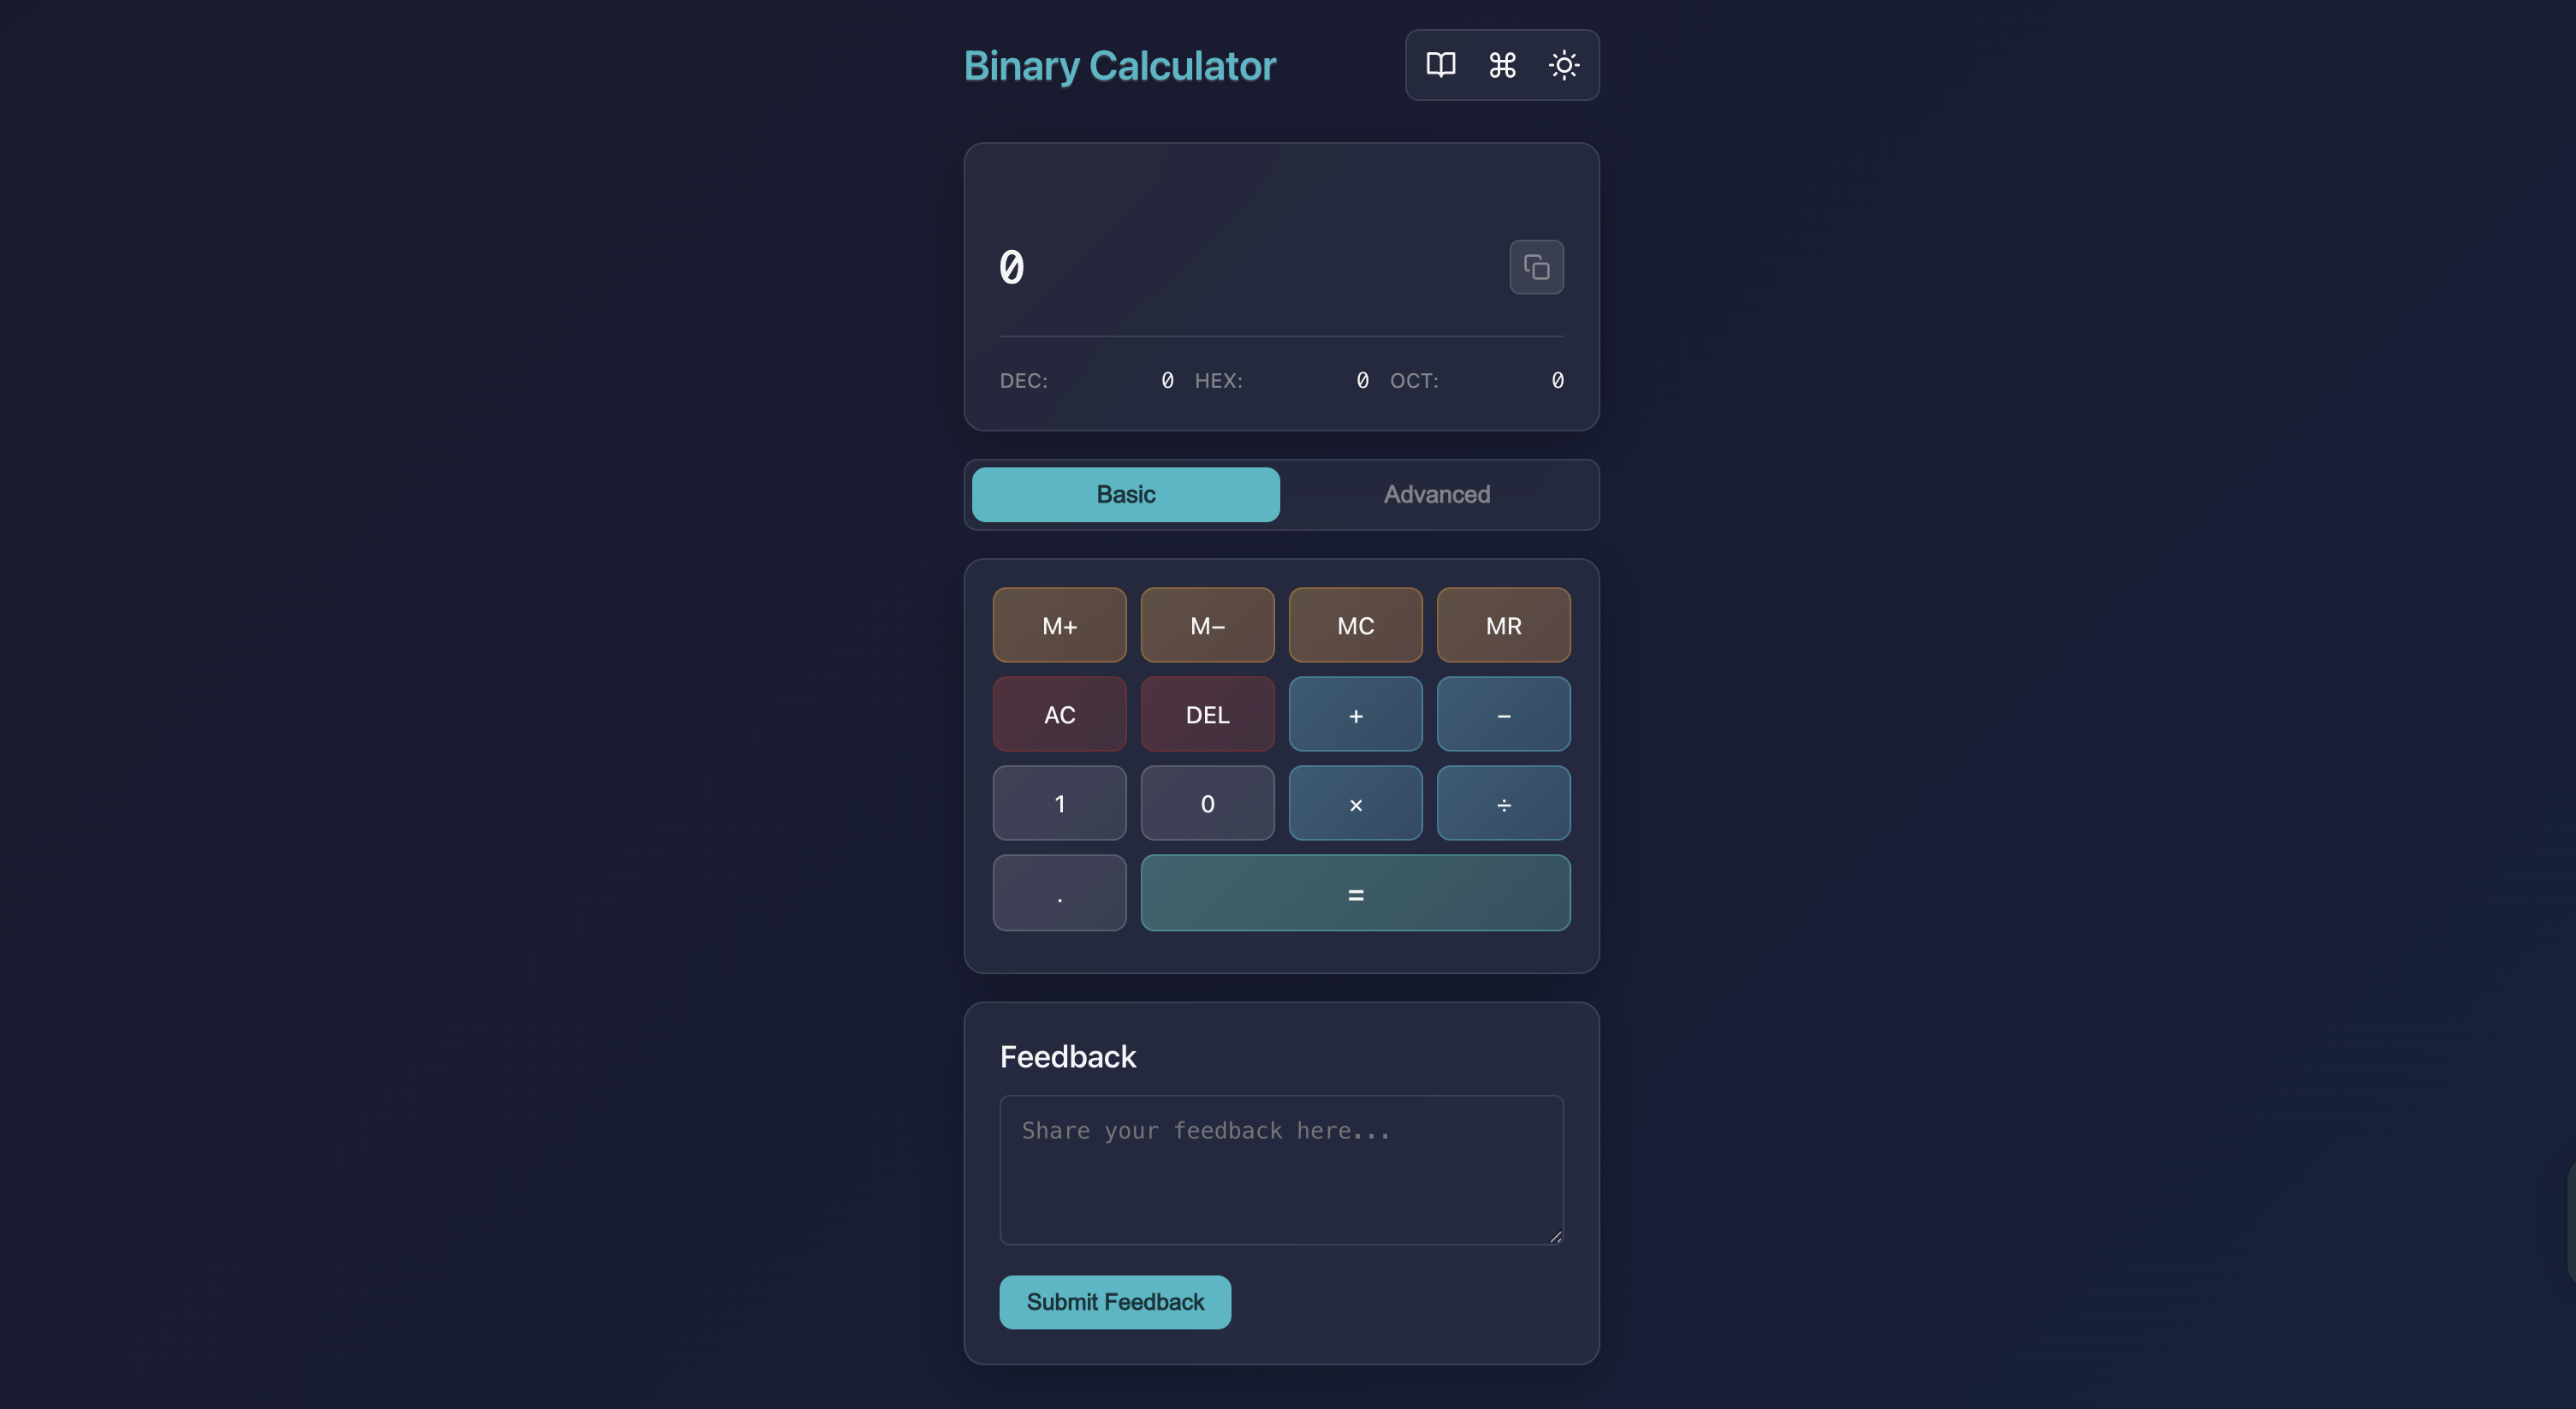 Binary Calculator
0
DEC: 0 HEX: 0 OCT: 0
Basic Advanced
M+ M− MC MR
AC DEL + −
1 0 × ÷
. =
Feedback
Share your feedback here...
Submit Feedback